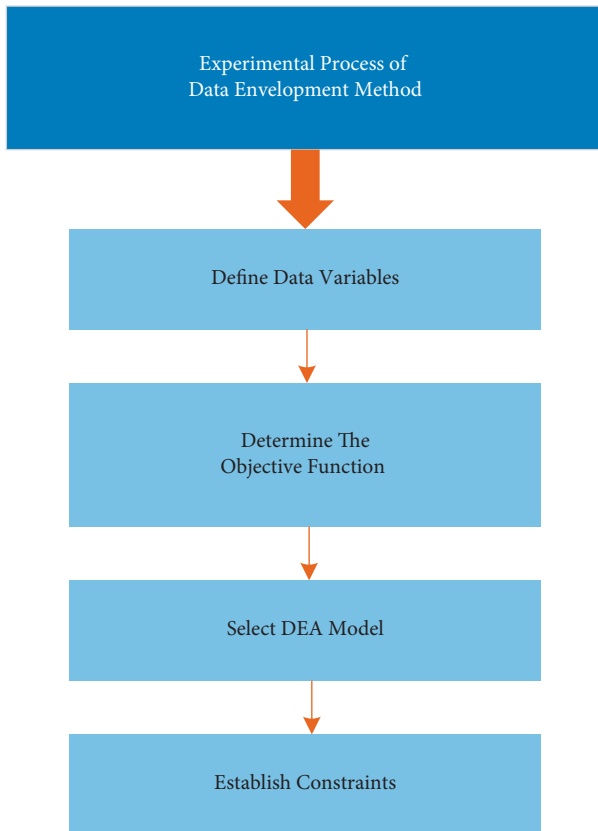 Experimental Process of
Data Envelopment Method
Define Data Variables
Determine The
Objective Function
Select DEA Model
Establish Constraints